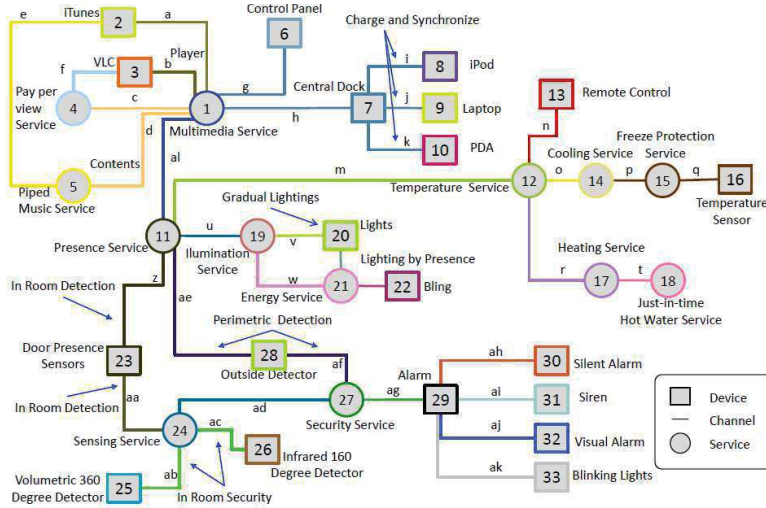 e
iTunes
2
a
Control Panel
6
Charge and Synchronize
VLC
Player
f
3
b
g
i
8
iPod
Pay per
view
Service
4
c
1
Central Dock
7
j
9
Laptop
13
Remote Control
d
Multimedia Service
h
k
10
PDA
n
Freeze Protection
Service
Contents
al
m
Cooling Service
5
Piped
Music Service
Temperature Service
12
o
14
p
15
q
16
Temperature
Sensor
Gradual Lightings
11
u
19
v
20
Lights
Presence Service
Ilumination
Service
Lighting by Presence
Heating Service
z
w
r
17
t
18
In Room Detection
Energy Service
21
22
Bling
ae
Just-in-time
Hot Water Service
Perimetric Detection
Door Presence
Sensors
23
28
af
Outside Detector
Alarm
ah
30
Silent Alarm
In Room Detection
aa
ad
27
ag
29
ai
31
Siren
Device
Security Service
Channel
Sensing Service
24
ac
26
Infrared 160
Degree Detector
aj
32
Visual Alarm
Service
ab
ak
33
Blinking Lights
Volumetric 360
Degree Detector
25
In Room Security